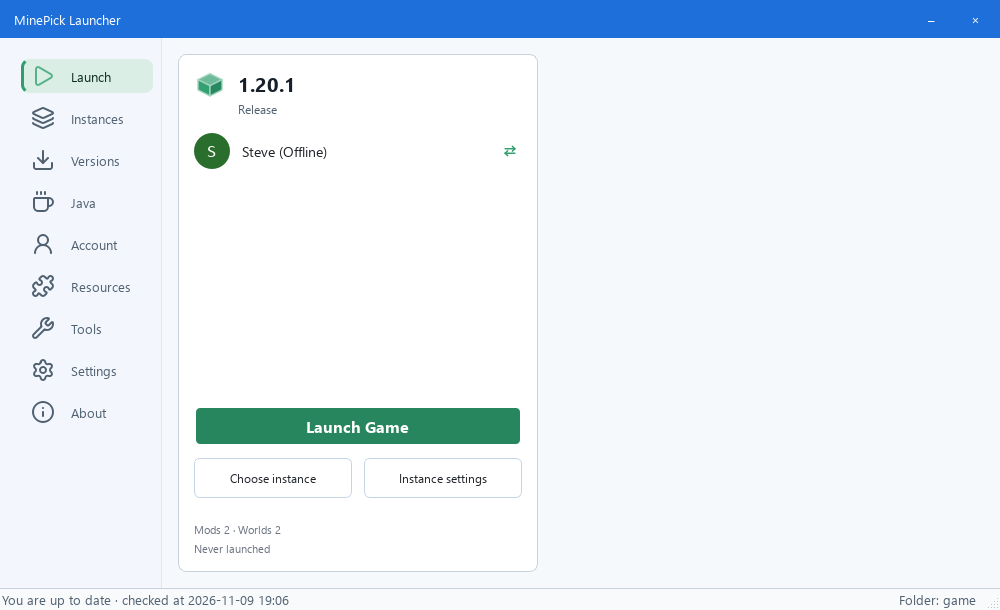 MinePick Launcher
Launch
Instances
Versions
Java
Account
Resources
Tools
Settings
About
1.20.1
Release
S
Steve (Offline)
Launch Game
Choose instance
Instance settings
Mods 2 · Worlds 2
Never launched
You are up to date · checked at 2026-11-09 19:06
Folder: game